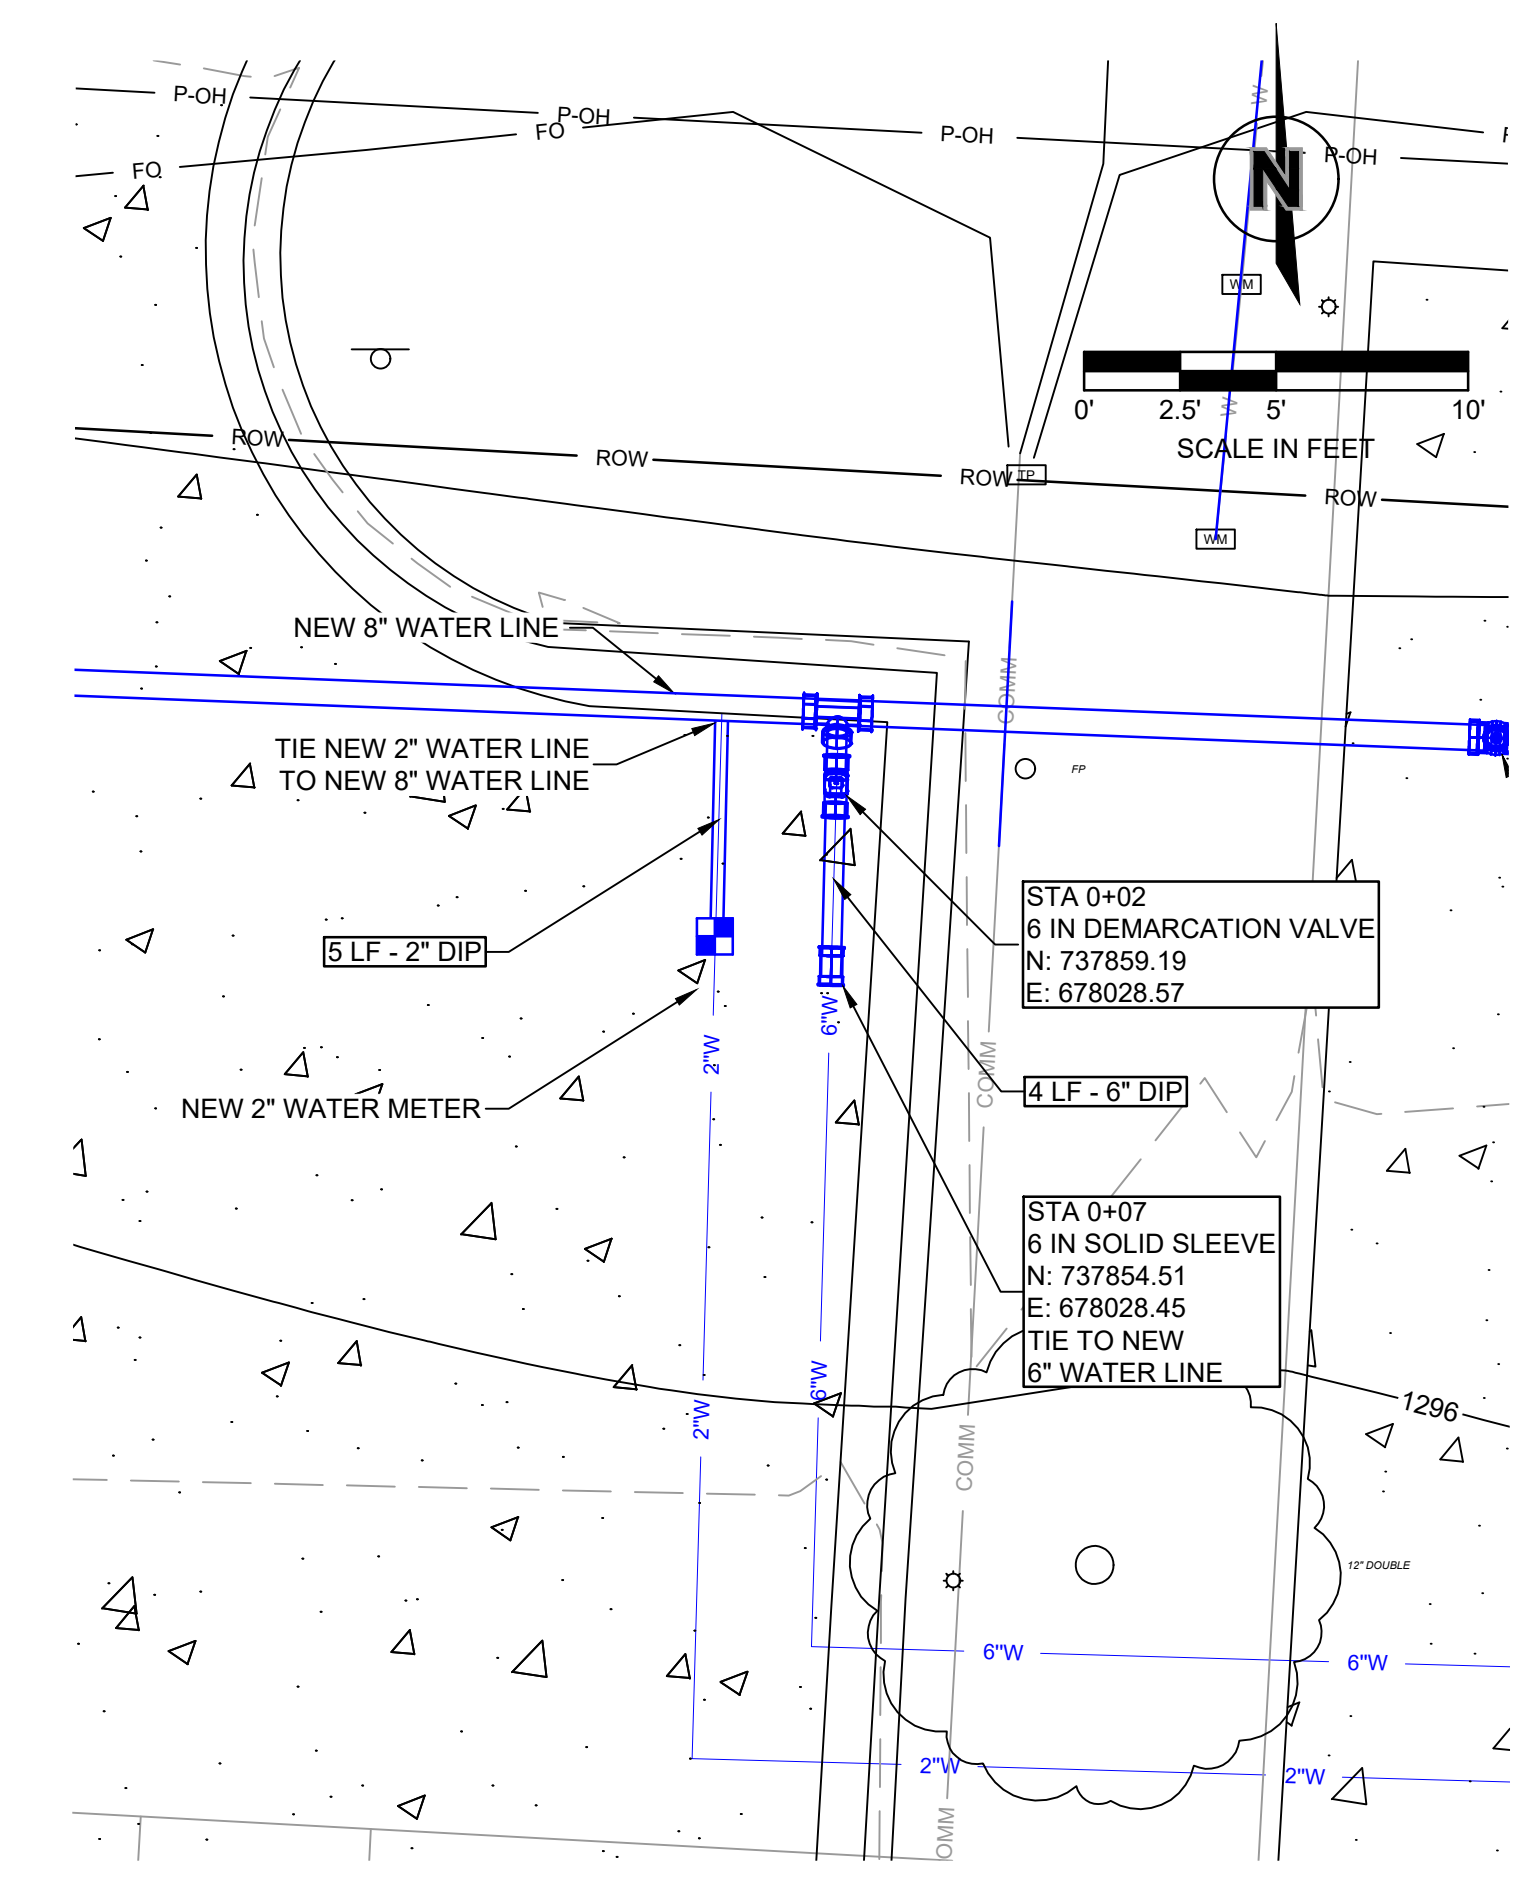 P-OH
P-OH
P-OH
P-OH
FO
FO
W
N
WM
0' 2.5' 5' 10'
W
SCALE IN FEET
ROW
ROW
ROW
TP
ROW
WM
NEW 8" WATER LINE
COMM
TIE NEW 2" WATER LINE
TO NEW 8" WATER LINE
FP
5 LF - 2" DIP
STA 0+02
6 IN DEMARCATION VALVE
N: 737859.19
E: 678028.57
2"W
6"W
COMM
4 LF - 6" DIP
NEW 2" WATER METER
STA 0+07
6 IN SOLID SLEEVE
N: 737854.51
E: 678028.45
TIE TO NEW
6" WATER LINE
2"W
6"W
1296
COMM
12" DOUBLE
6"W
6"W
2"W
2"W
OMM